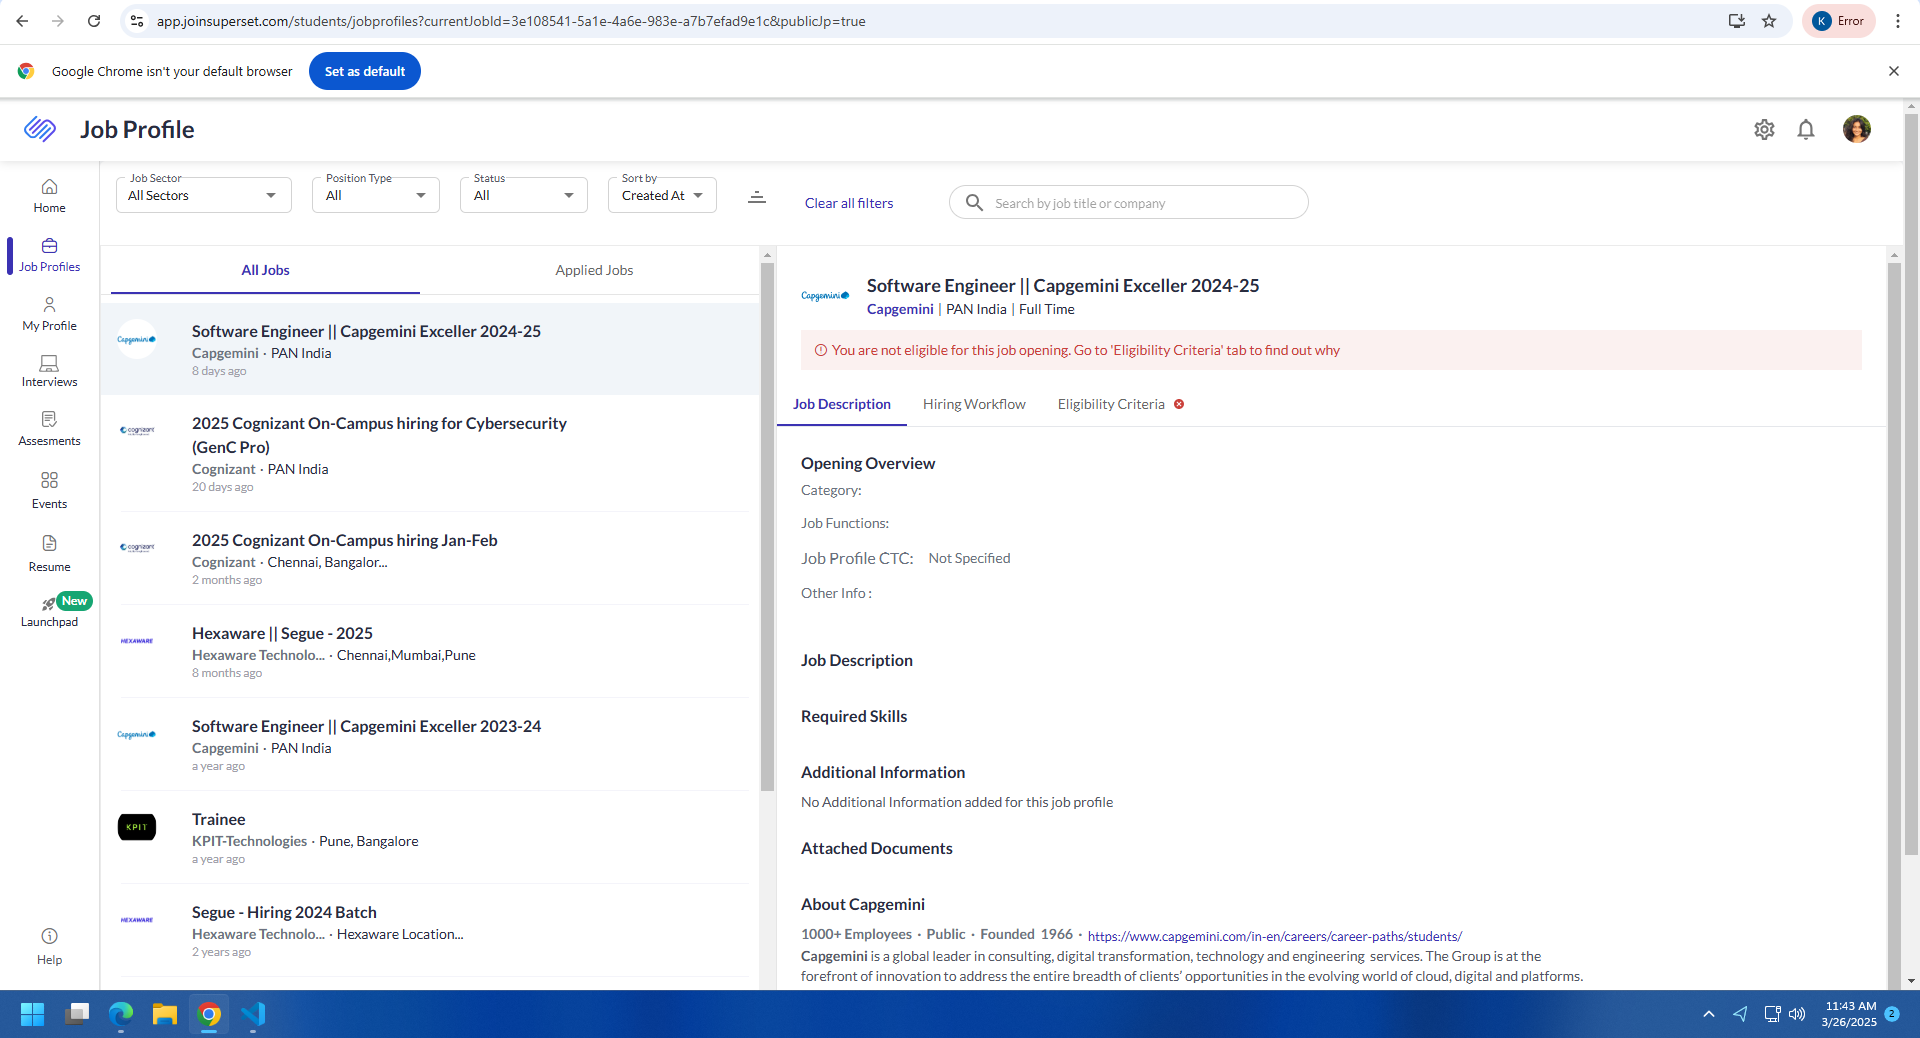 app.joinsuperset.com/students/jobprofiles?currentJobId=3e108541-5a1e-4a6e-983e-a7b7efad9e1c&publicJp=true
K Error
Google Chrome isn't your default browser
Set as default
Job Profile
Home
Job Profiles
My Profile
Interviews
Assesments
Events
Resume
New
Launchpad
Help
Job Sector
All Sectors
Position Type
All
Status
All
Sort by
Created At
Clear all filters
Search by job title or company
All Jobs
Applied Jobs
Capgemini
Software Engineer || Capgemini Exceller 2024-25
Capgemini · PAN India
8 days ago
cognizant
2025 Cognizant On-Campus hiring for Cybersecurity
(GenC Pro)
Cognizant · PAN India
20 days ago
cognizant
2025 Cognizant On-Campus hiring Jan-Feb
Cognizant · Chennai, Bangalor...
2 months ago
HEXAWARE
Hexaware || Segue - 2025
Hexaware Technolo... · Chennai,Mumbai,Pune
8 months ago
Capgemini
Software Engineer || Capgemini Exceller 2023-24
Capgemini · PAN India
a year ago
KPIT
Trainee
KPIT-Technologies · Pune, Bangalore
a year ago
HEXAWARE
Segue - Hiring 2024 Batch
Hexaware Technolo... · Hexaware Location...
2 years ago
Capgemini
Software Engineer || Capgemini Exceller 2024-25
Capgemini | PAN India | Full Time
You are not eligible for this job opening. Go to 'Eligibility Criteria' tab to find out why
Job Description
Hiring Workflow
Eligibility Criteria
Opening Overview
Category:
Job Functions:
Job Profile CTC: Not Specified
Other Info :
Job Description
Required Skills
Additional Information
No Additional Information added for this job profile
Attached Documents
About Capgemini
1000+ Employees · Public · Founded 1966 · https://www.capgemini.com/in-en/careers/career-paths/students/
Capgemini is a global leader in consulting, digital transformation, technology and engineering services. The Group is at the
forefront of innovation to address the entire breadth of clients’ opportunities in the evolving world of cloud, digital and platforms.
11:43 AM
3/26/2025
2